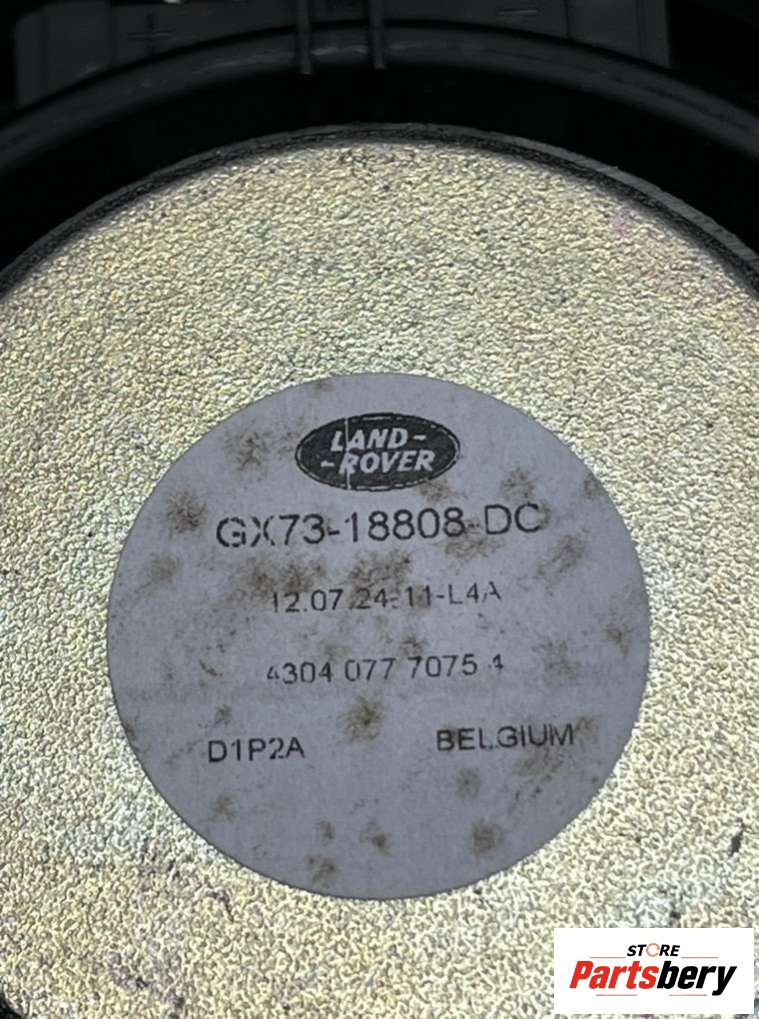 LAND-
-ROVER
GX73-18808-DC
12.07.24-11-L4A
4304 077 7075 4
D1P2A BELGIUM
STORE
Partsbery